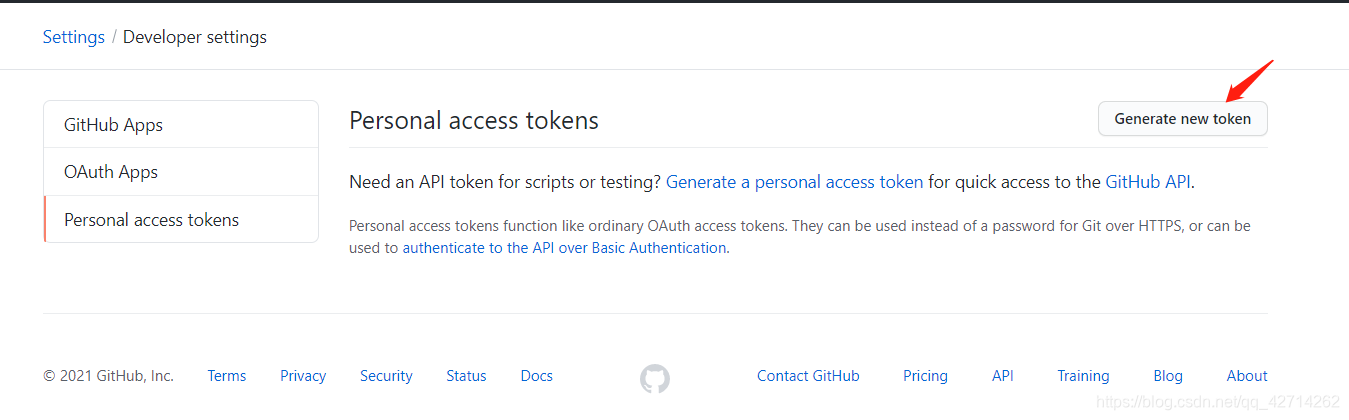 Settings / Developer settings
GitHub Apps
OAuth Apps
Personal access tokens
Personal access tokens
Generate new token
Need an API token for scripts or testing? Generate a personal access token for quick access to the GitHub API.
Personal access tokens function like ordinary OAuth access tokens. They can be used instead of a password for Git over HTTPS, or can be
used to authenticate to the API over Basic Authentication.
© 2021 GitHub, Inc. Terms Privacy Security Status Docs Contact GitHub Pricing API Training Blog About
https://blog.csdn.net/qq_42714262